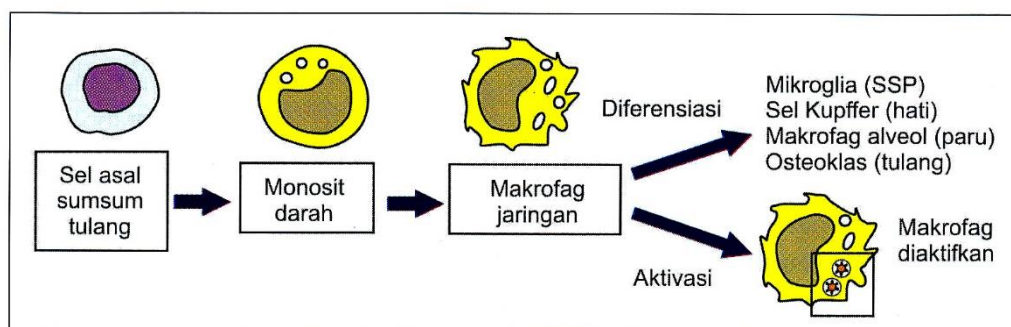 Sel asal
sumsum
tulang
Monosit
darah
Makrofag
jaringan
Diferensiasi
Mikroglia (SSP)
Sel Kupffer (hati)
Makrofag alveol (paru)
Osteoklas (tulang)
Aktivasi
Makrofag
diaktifkan